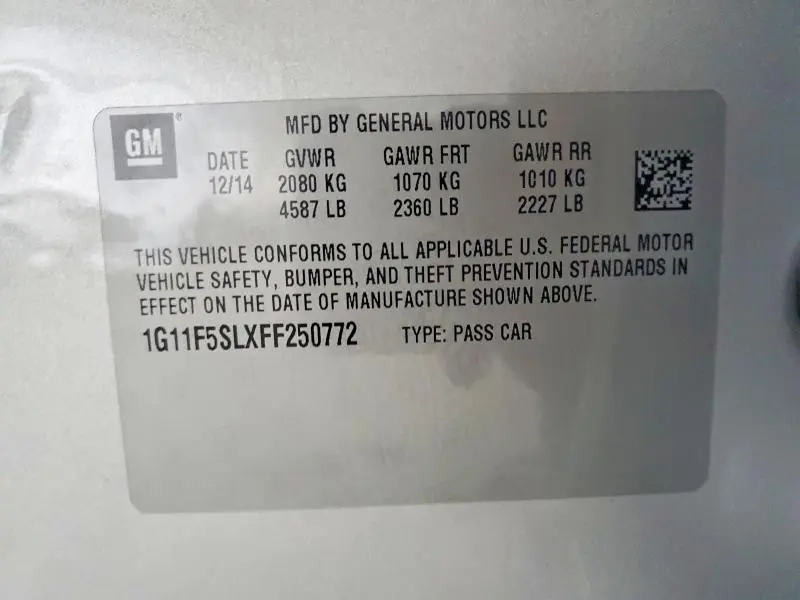 GM®
MFD BY GENERAL MOTORS LLC
DATE GVWR GAWR FRT GAWR RR
12/14 2080 KG 1070 KG 1010 KG
4587 LB 2360 LB 2227 LB
THIS VEHICLE CONFORMS TO ALL APPLICABLE U.S. FEDERAL MOTOR
VEHICLE SAFETY, BUMPER, AND THEFT PREVENTION STANDARDS IN
EFFECT ON THE DATE OF MANUFACTURE SHOWN ABOVE.
1G11F5SLXFF250772 TYPE: PASS CAR